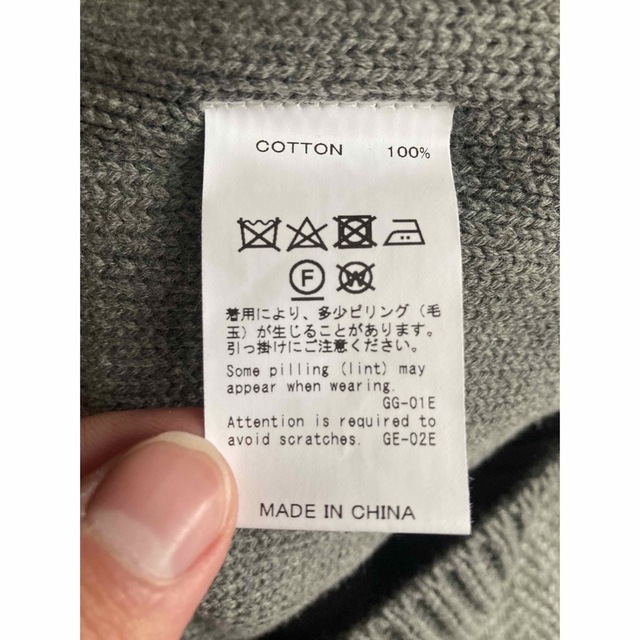 COTTON 100%
F W
着用により、多少ピリング（毛
玉）が生じることがあります。
引っ掛けにご注意ください。
Some pilling (lint) may
appear when wearing.
GG-01E
Attention is required to
avoid scratches. GE-02E
MADE IN CHINA